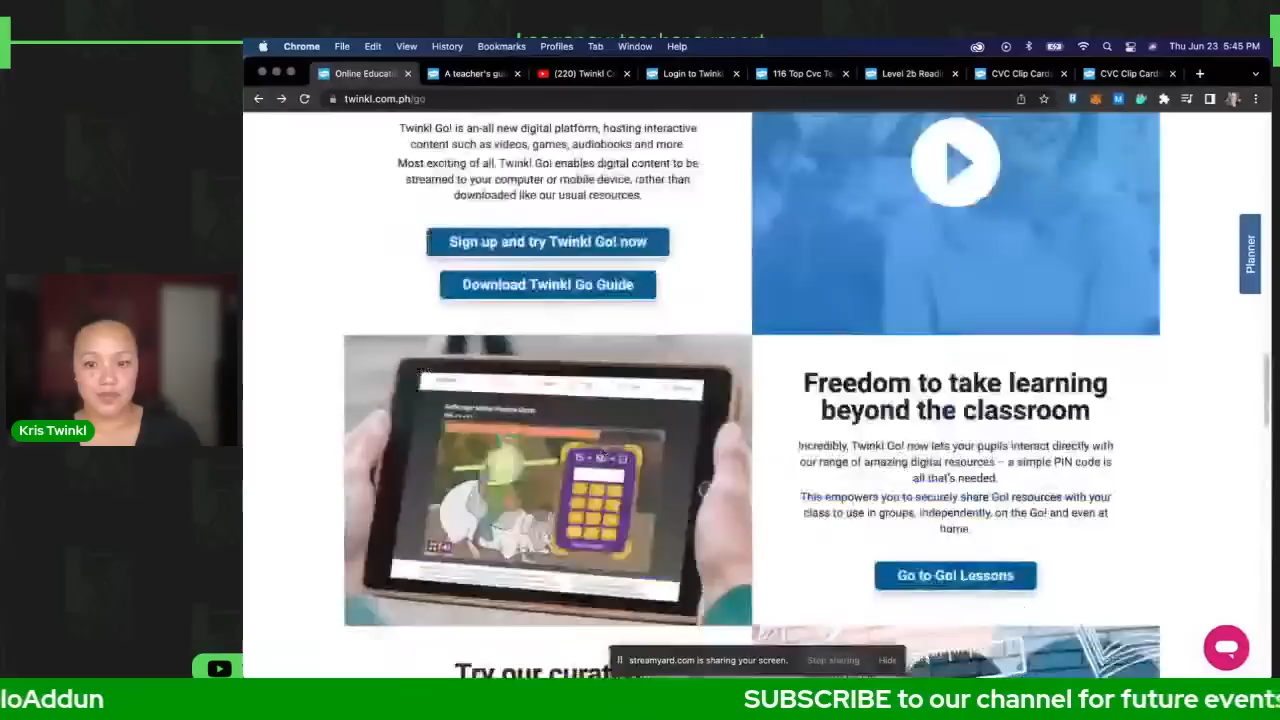 Chrome File Edit View History Bookmarks Profiles Tab Window Help
Thu Jun 23 5:45 PM
Online Educati
A teacher's gui
(220) Twinkl C
Login to Twinkl
116 Top Cvc Te
Level 2b Readi
CVC Clip Cards
CVC Clip Cards
twinkl.com.ph/go
Twinkl Go! is an-all new digital platform, hosting interactive
content such as videos, games, audiobooks and more
Most exciting of all, Twinkl Go! enables digital content to be
streamed to your computer or mobile device, rather than
downloaded like our usual resources.
Sign up and try Twinkl Go! now
Download Twinkl Go Guide
Planner
Freedom to take learning
beyond the classroom
Incredibly, Twinkl Go! now lets your pupils interact directly with
our range of amazing digital resources – a simple PIN code is
all that's needed.
This empowers you to securely share Go! resources with your
class to use in groups, independently, on the Go! and even at
home.
Go to Go! Lessons
Kris Twinkl
Try our curat
streamyard.com is sharing your screen.
Stop sharing
Hide
loAddun
SUBSCRIBE to our channel for future events